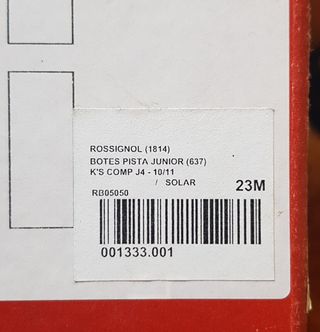 ROSSIGNOL (1814)
BOTES PISTA JUNIOR (637)
K'S COMP J4 - 10/11
/ SOLAR
23M
RB05050
001333.001